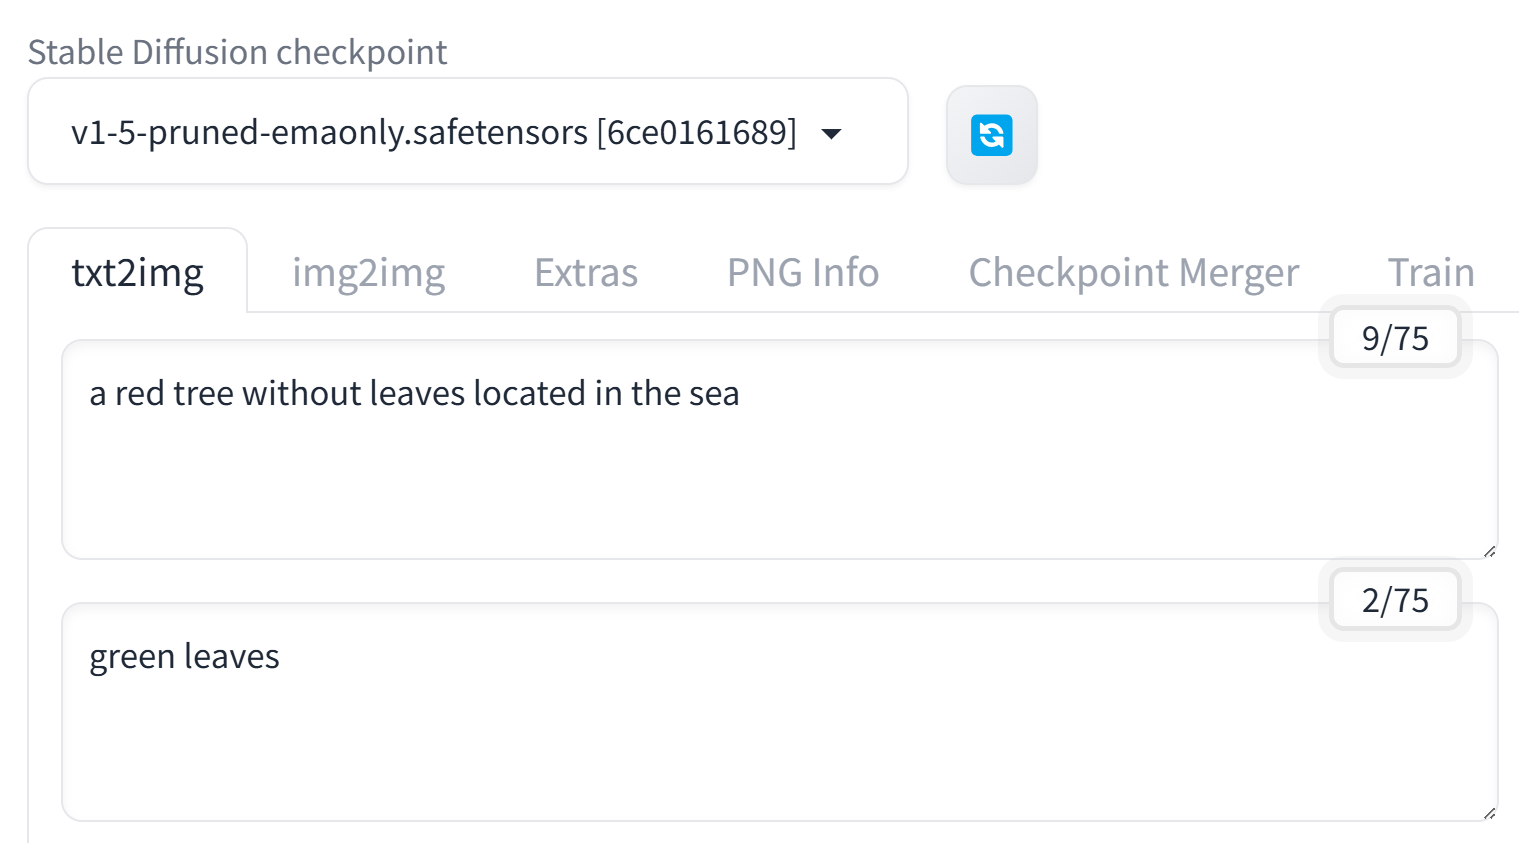 Stable Diffusion checkpoint
v1-5-pruned-emaonly.safetensors [6ce0161689]
txt2img img2img Extras PNG Info Checkpoint Merger Train
9/75
a red tree without leaves located in the sea
2/75
green leaves